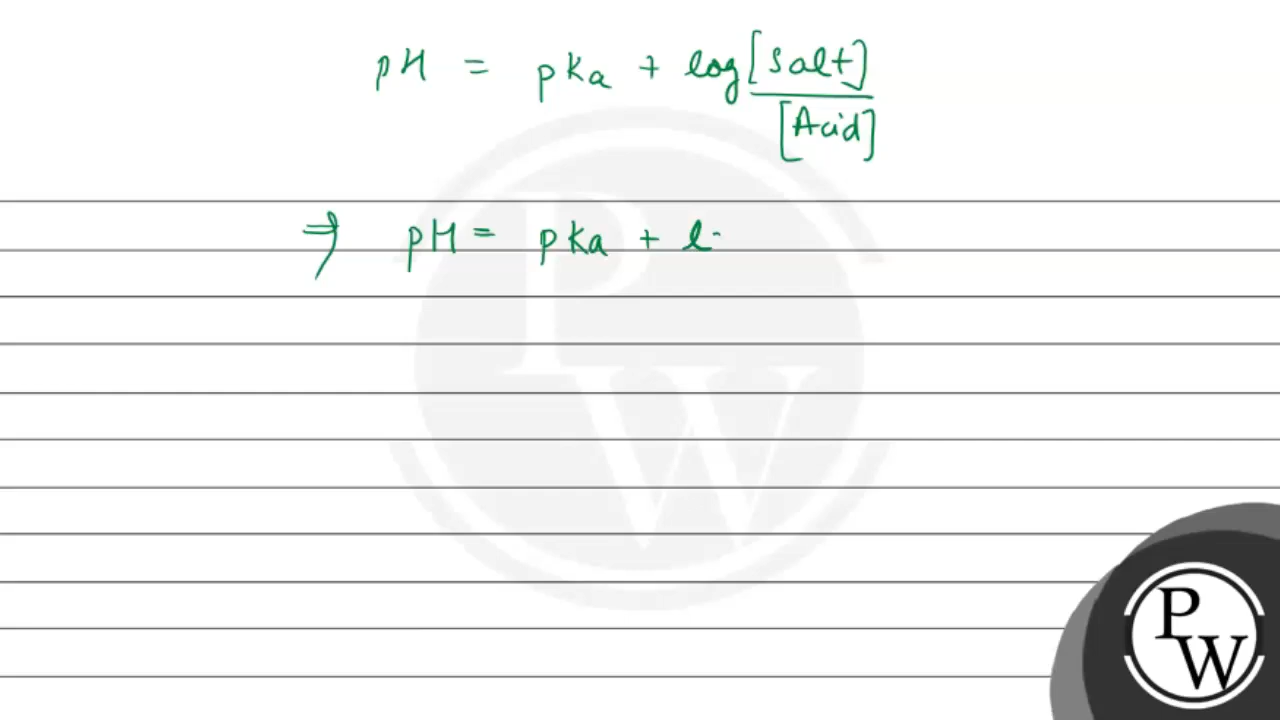 pH = pKa + log [Salt]
[Acid]
⇒ pH = pKa + l
P
W
P
W